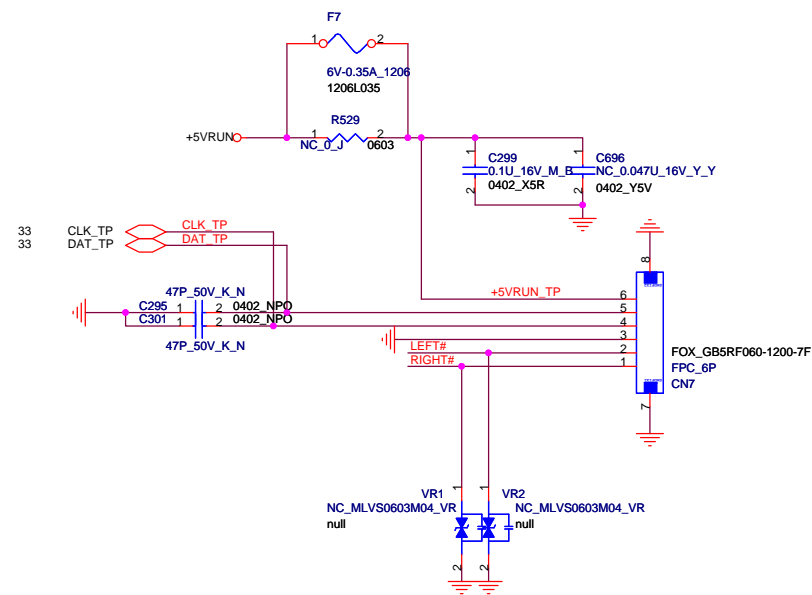 F7
1 2
6V-0.35A_1206
1206L035
R529
+5VRUN 1 2
NC_0_J 0603
1 1
C299 C696
0.1U_16V_M_B NC_0.047U_16V_Y_Y
0402_X5R 0402_Y5V
2 2
33 CLK_TP CLK_TP
33 DAT_TP DAT_TP
8
47P_50V_K_N +5VRUN_TP 6
C295 1 2 0402_NPO 5
C301 1 2 0402_NPO 4
3
47P_50V_K_N LEFT# 2 FOX_GB5RF060-1200-7F
RIGHT# 1 FPC_6P
CN7
7
1 1
VR1 VR2
NC_MLVS0603M04_VR NC_MLVS0603M04_VR
null null
2 2